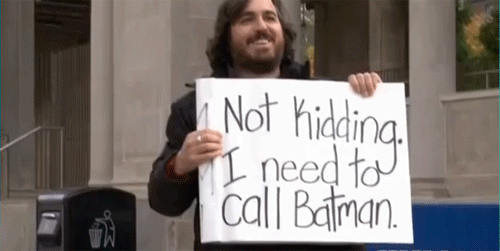 Not Kidding.
I need to
call Batman.